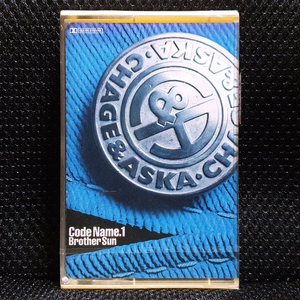 CHAGE&ASKA·CHAGE&ASKA·
Code Name.1
Brother Sun